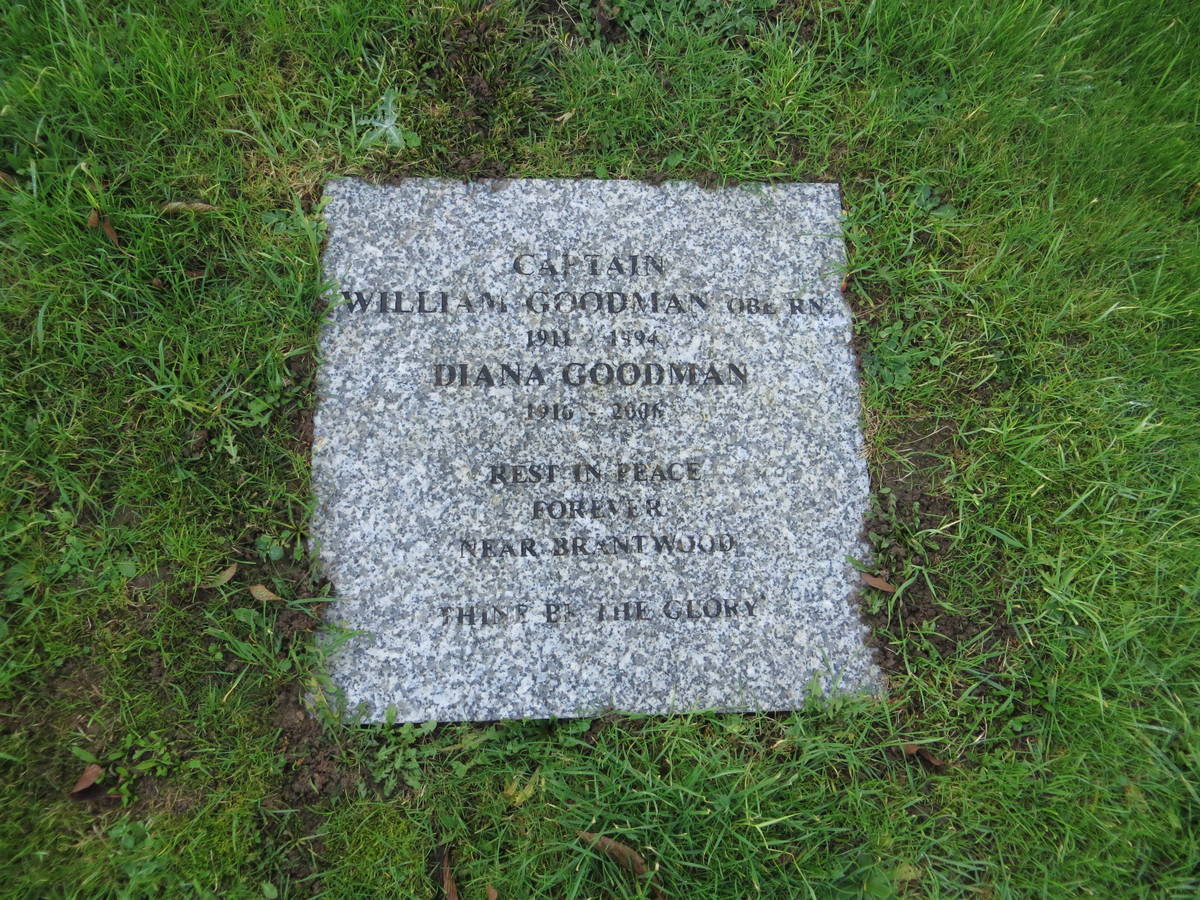 CAPTAIN
WILLIAM GOODMAN OBE RN.
1911 - 1994
DIANA GOODMAN
1916 - 2006
REST IN PEACE
FOREVER
NEAR BRANTWOOD
THINE BE THE GLORY